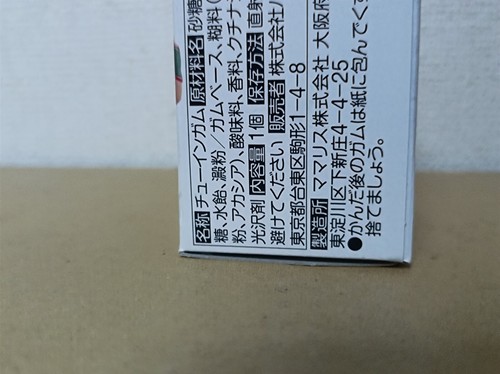 名称 チューインガム 原材料名 砂糖
糖、水飴、澱粉／ガムベース、糊料(
粉、アカシア)、酸味料、香料、クチナ
光沢剤 内容量 1個 保存方法 直射
避けてください 販売者 株式会社
東京都台東区駒形1-4-8
製造所 ママリス株式会社 大阪府
東淀川区下新庄4-4-25
●かんだ後のガムは紙に包んでくず
捨てましょう。